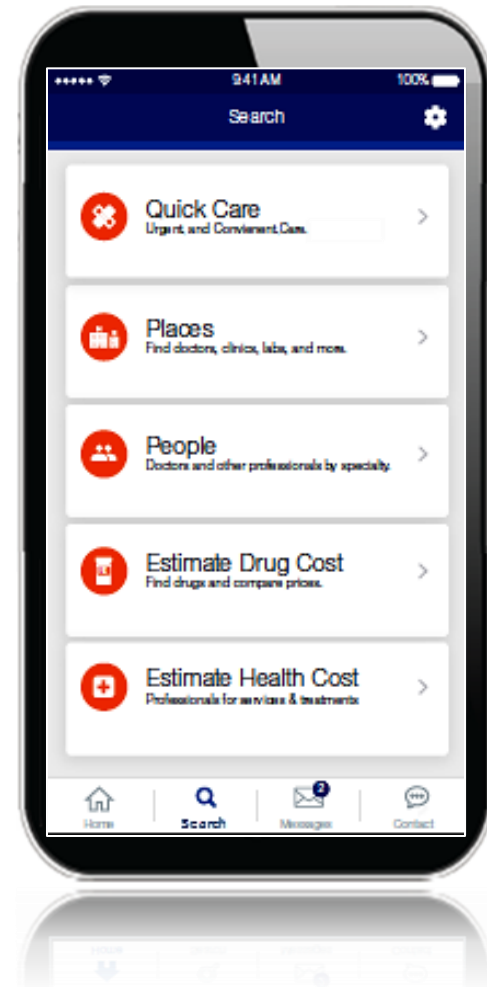 9:41 AM
100%
Search
Quick Care
Urgent and Convienent Care.
Places
Find doctors, clinics, labs, and more.
People
Doctors and other professionals by specialty.
Estimate Drug Cost
Find drugs and compare prices.
Estimate Health Cost
Professionals for services & treatments
2
Home
Search
Messages
Contact